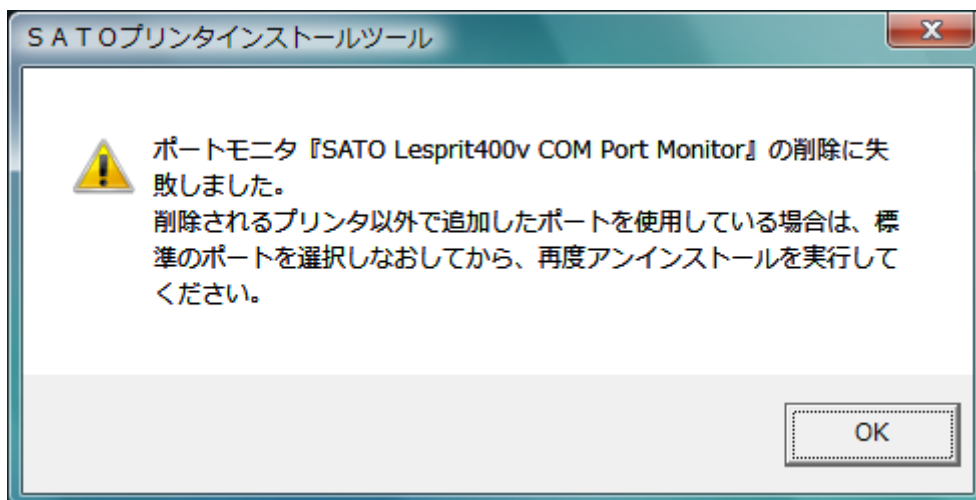 ＳＡＴＯプリンタインストールツール
ポートモニタ『SATO Lesprit400v COM Port Monitor』の削除に失
敗しました。
削除されるプリンタ以外で追加したポートを使用している場合は、標
準のポートを選択しなおしてから、再度アンインストールを実行して
ください。
OK